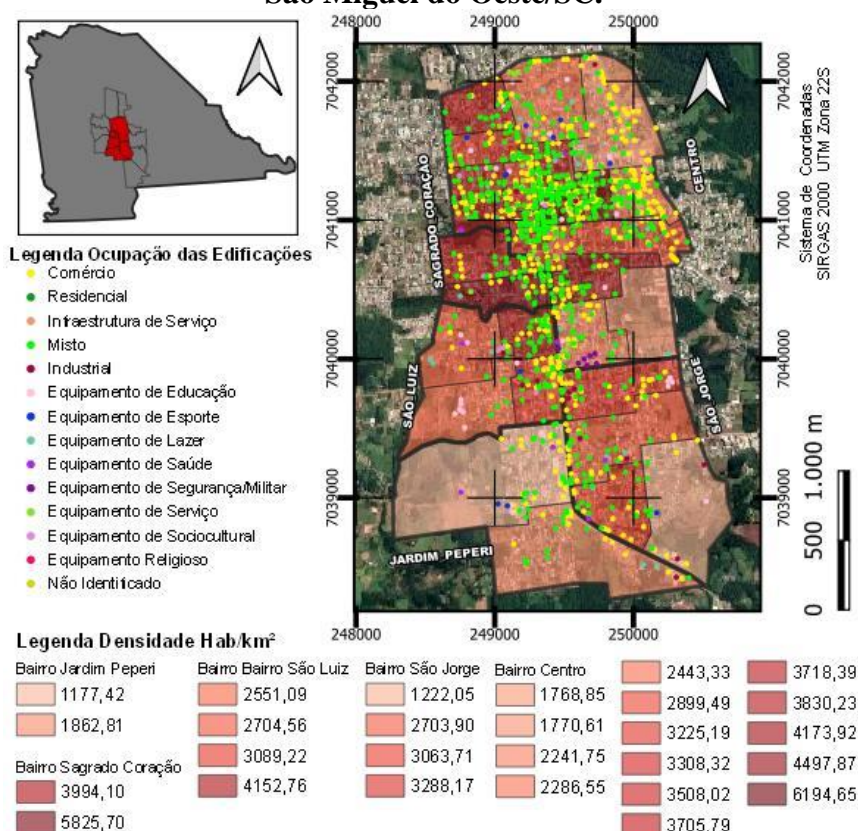 São Miguel do Oeste/SC.
248000
249000
250000
7042000
7042000
7041000
7041000
7040000
7040000
7039000
7039000
Sistema de Coordenadas
SIRGAS 2000 UTM Zona 22S
SAGRADO CORAÇÃO
CENTRO
SÃO LUIZ
SÃO JORGE
JARDIM PEPERI
0 500 1.000 m
248000
249000
250000
Legenda Ocupação das Edificações
Comércio
Residencial
Infraestrutura de Serviço
Misto
Industrial
Equipamento de Educação
Equipamento de Esporte
Equipamento de Lazer
Equipamento de Saúde
Equipamento de Segurança/Militar
Equipamento de Serviço
Equipamento de Sociocultural
Equipamento Religioso
Não Identificado
Legenda Densidade Hab/km²
Bairro Jardim Peperi
1177,42
1862,81
Bairro Sagrado Coração
3994,10
5825,70
Bairro Bairro São Luiz
2551,09
2704,56
3089,22
4152,76
Bairro São Jorge
1222,05
2703,90
3063,71
3288,17
Bairro Centro
1768,85
1770,61
2241,75
2286,55
2443,33
2899,49
3225,19
3308,32
3508,02
3705,79
3718,39
3830,23
4173,92
4497,87
6194,65